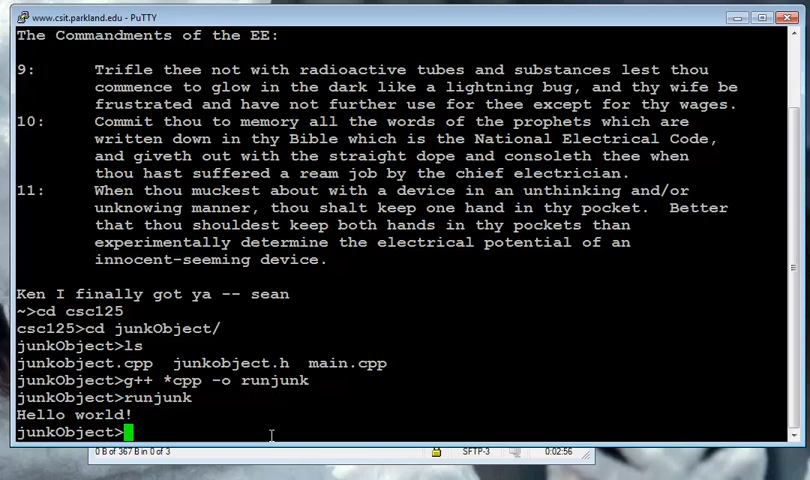 www.csit.parkland.edu - PuTTY
The Commandments of the EE:
9: Trifle thee not with radioactive tubes and substances lest thou
commence to glow in the dark like a lightning bug, and thy wife be
frustrated and have not further use for thee except for thy wages.
10: Commit thou to memory all the words of the prophets which are
written down in thy Bible which is the National Electrical Code,
and giveth out with the straight dope and consoleth thee when
thou hast suffered a ream job by the chief electrician.
11: When thou muckest about with a device in an unthinking and/or
unknowing manner, thou shalt keep one hand in thy pocket.  Better
that thou shouldest keep both hands in thy pockets than
experimentally determine the electrical potential of an
innocent-seeming device.
Ken I finally got ya -- sean
~>cd csc125
csc125>cd junkObject/
junkObject>ls
junkobject.cpp  junkobject.h  main.cpp
junkObject>g++ *cpp -o runjunk
junkObject>runjunk
Hello world!
junkObject>
0 B of 367 B in 0 of 3 SFTP-3 0:02:56